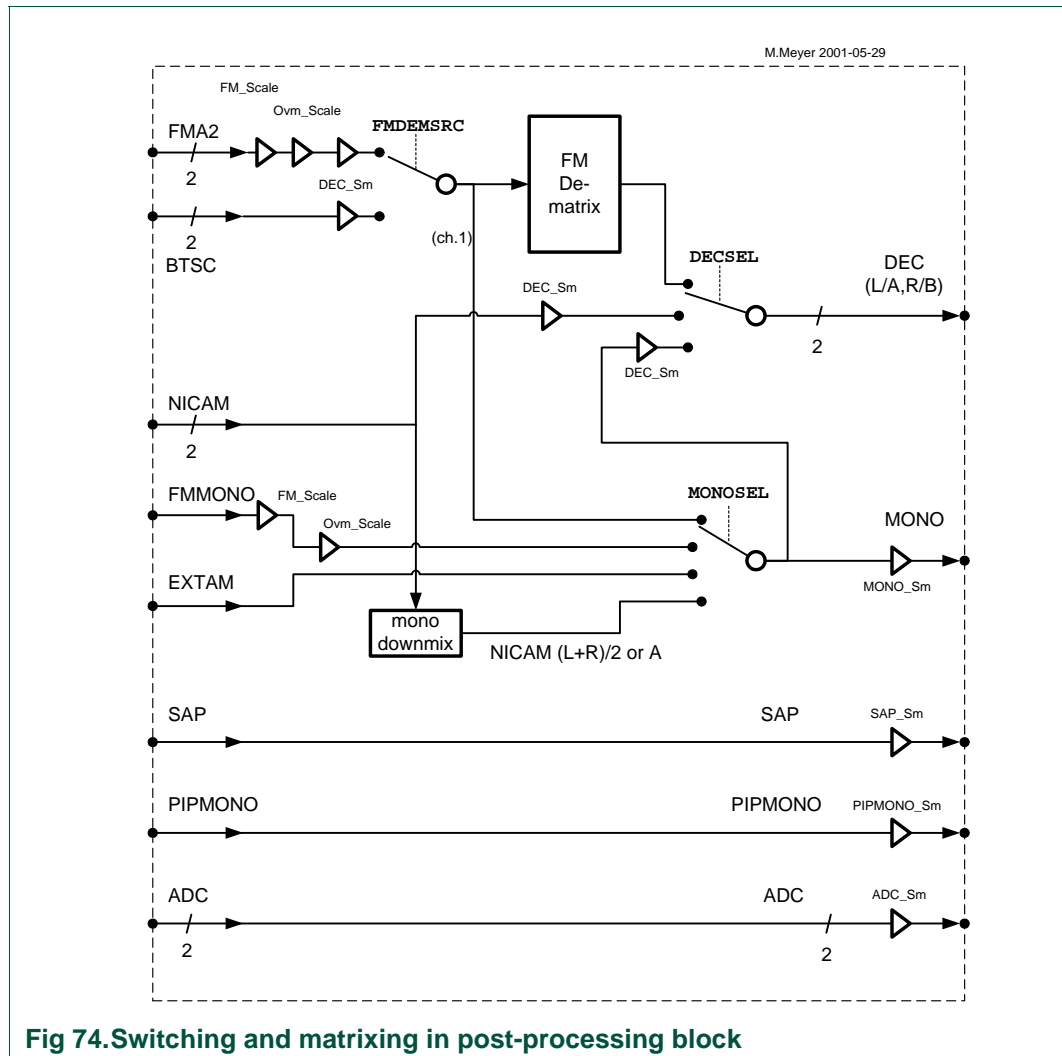 M.Meyer 2001-05-29
FM_Scale
Ovm_Scale
FMA2
2
FMDEMSRC
FM
De-
matrix
DEC_Sm
2
BTSC
(ch.1)
DECSEL
DEC
(L/A,R/B)
DEC_Sm
2
DEC_Sm
NICAM
2
FMMONO
FM_Scale
Ovm_Scale
MONOSEL
MONO
EXTAM
MONO_Sm
mono
downmix
NICAM (L+R)/2 or A
SAP
SAP
SAP_Sm
PIPMONO
PIPMONO
PIPMONO_Sm
ADC
2
ADC
2
ADC_Sm
Fig 74.Switching and matrixing in post-processing block